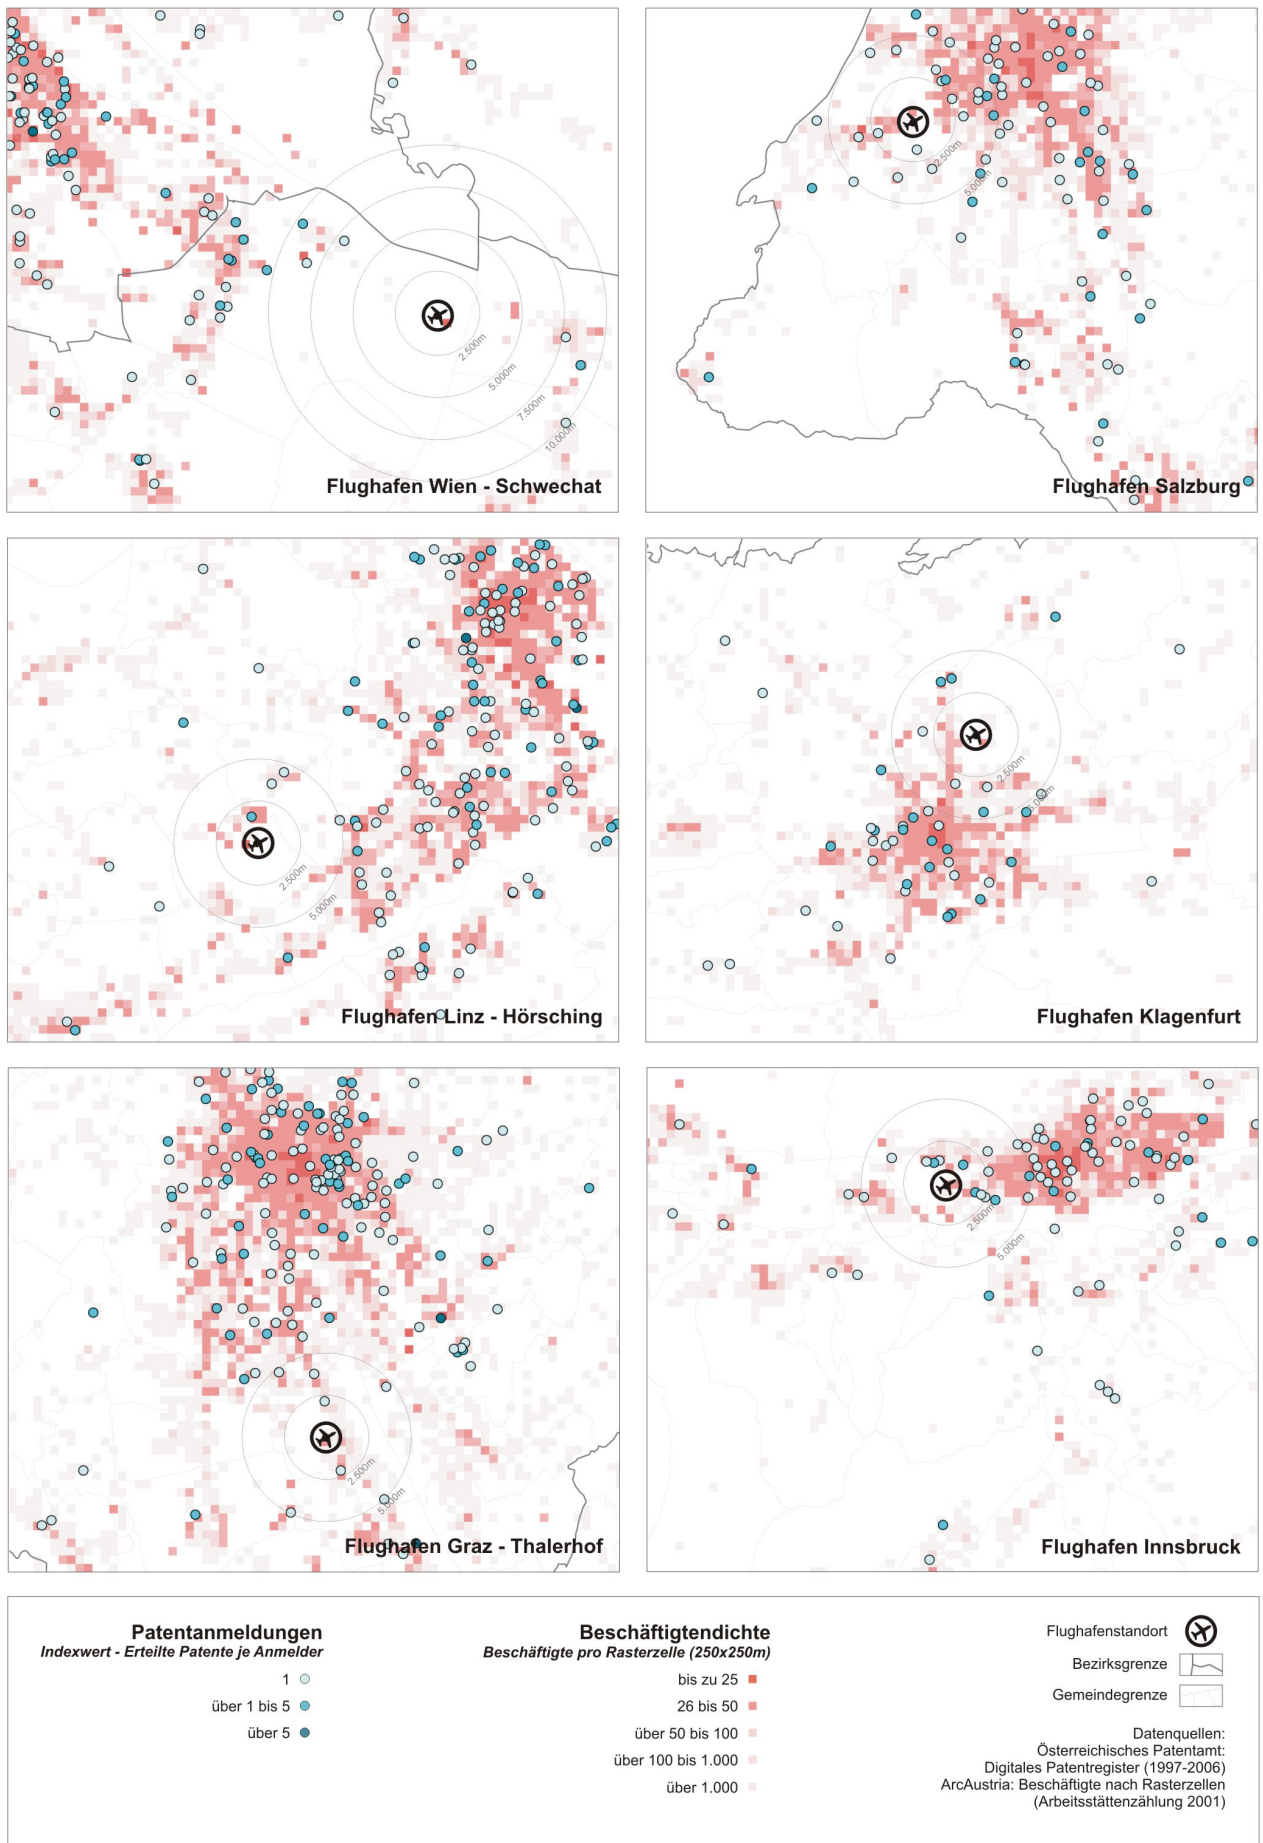 2.500m
5.000m
7.500m
10.000m
Flughafen Wien - Schwechat
2.500m
5.000m
Flughafen Salzburg
2.500m
5.000m
Flughafen Linz - Hörsching
2.500m
5.000m
Flughafen Klagenfurt
2.500m
5.000m
Flughafen Graz - Thalerhof
2.500m
5.000m
Flughafen Innsbruck
Patentanmeldungen
Indexwert - Erteilte Patente je Anmelder
1
über 1 bis 5
über 5
Beschäftigtendichte
Beschäftigte pro Rasterzelle (250x250m)
bis zu 25
26 bis 50
über 50 bis 100
über 100 bis 1.000
über 1.000
Flughafenstandort
Bezirksgrenze
Gemeindegrenze
Datenquellen:
Österreichisches Patentamt:
Digitales Patentregister (1997-2006)
ArcAustria: Beschäftigte nach Rasterzellen
(Arbeitsstättenzählung 2001)